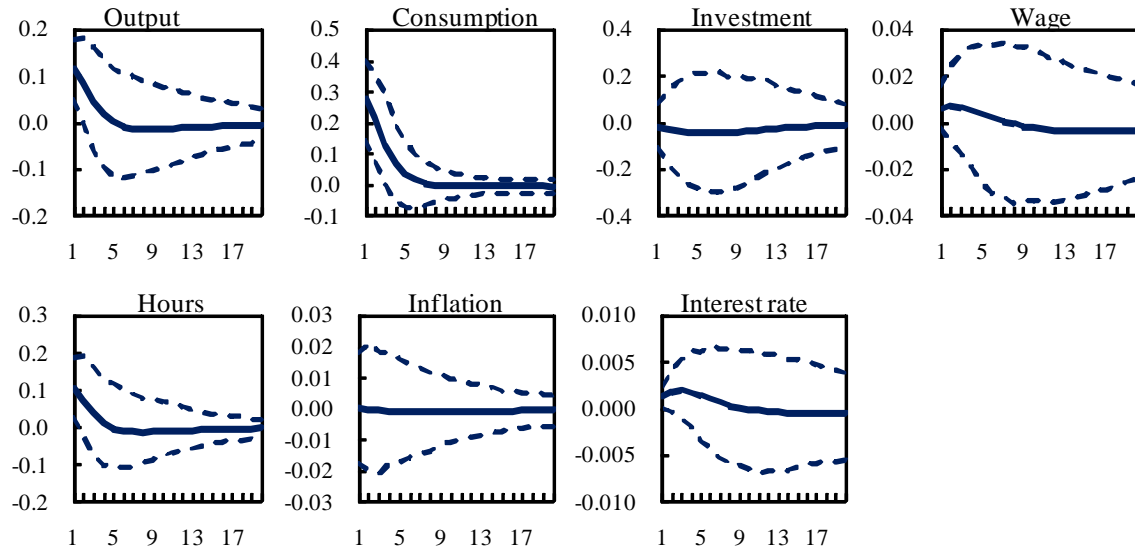 Output Consumption Investment Wage
0.2 0.5 0.4 0.04
0.4
0.1 0.3 0.2 0.02
0.0 0.2 0.0 0.00
0.1
-0.1 0.0 -0.2 -0.02
-0.2 -0.1 -0.4 -0.04
1 5 9 13 17 1 5 9 13 17 1 5 9 13 17 1 5 9 13 17
Hours Inflation Interest rate
0.3 0.03 0.010
0.2 0.02 0.005
0.1 0.01
0.00 0.000
0.0 -0.01
-0.1 -0.02 -0.005
-0.2 -0.03 -0.010
1 5 9 13 17 1 5 9 13 17 1 5 9 13 17